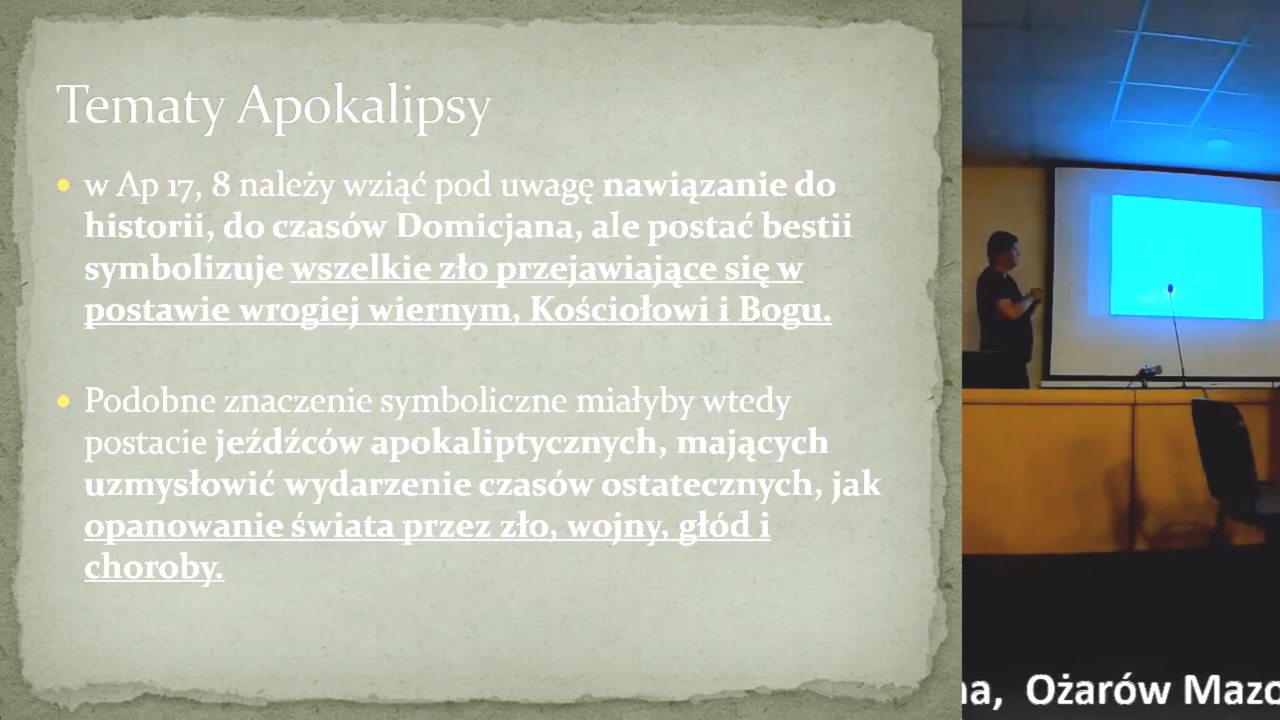 Tematy Apokalipsy
• w Ap 17, 8 należy wziąć pod uwagę nawiązanie do
historii, do czasów Domicjana, ale postać bestii
symbolizuje wszelkie zło przejawiające się w
postawie wrogiej wiernym, Kościołowi i Bogu.
• Podobne znaczenie symboliczne miałyby wtedy
postacie jeźdźców apokaliptycznych, mających
uzmysłowić wydarzenie czasów ostatecznych, jak
opanowanie świata przez zło, wojny, głód i
choroby.
na, Ożarów Mazo